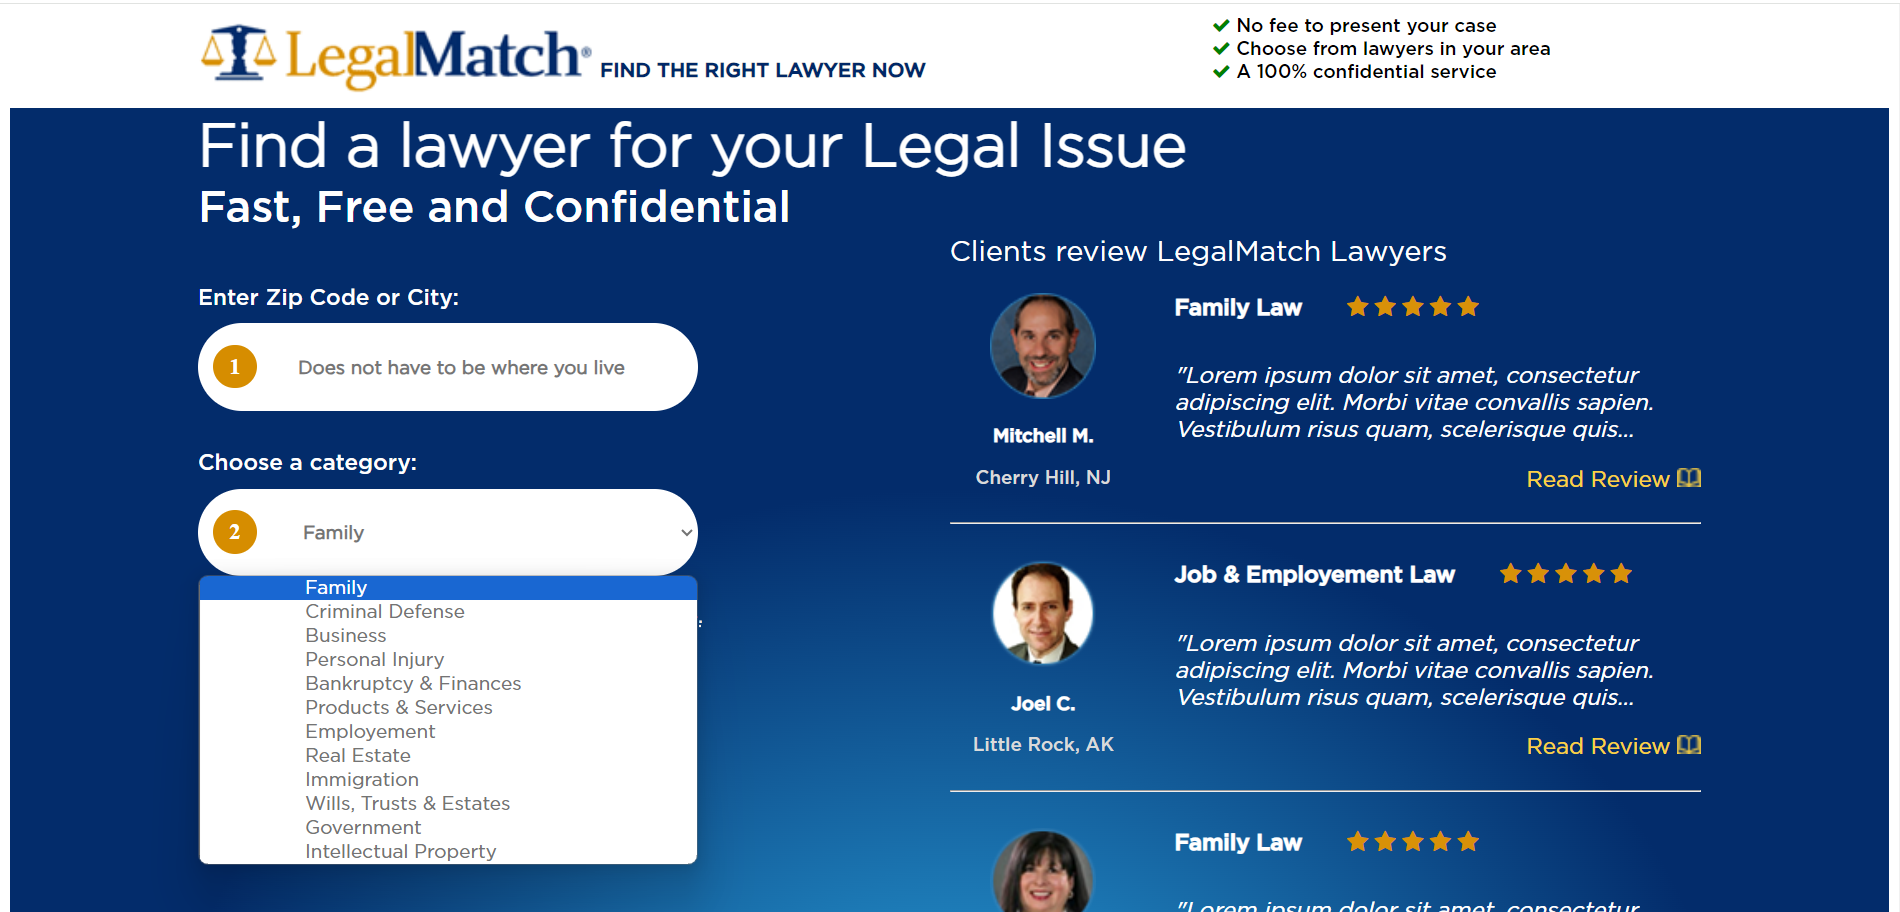 LegalMatch® FIND THE RIGHT LAWYER NOW
No fee to present your case
Choose from lawyers in your area
A 100% confidential service
Find a lawyer for your Legal Issue
Fast, Free and Confidential
Enter Zip Code or City:
1 Does not have to be where you live
Choose a category:
2 Family
Family
Criminal Defense
Business
Personal Injury
Bankruptcy & Finances
Products & Services
Employement
Real Estate
Immigration
Wills, Trusts & Estates
Government
Intellectual Property
Clients review LegalMatch Lawyers
Family Law
"Lorem ipsum dolor sit amet, consectetur
adipiscing elit. Morbi vitae convallis sapien.
Vestibulum risus quam, scelerisque quis...
Mitchell M.
Cherry Hill, NJ
Read Review
Job & Employement Law
"Lorem ipsum dolor sit amet, consectetur
adipiscing elit. Morbi vitae convallis sapien.
Vestibulum risus quam, scelerisque quis...
Joel C.
Little Rock, AK
Read Review
Family Law
"Lorem ipsum dolor sit amet, consectetur